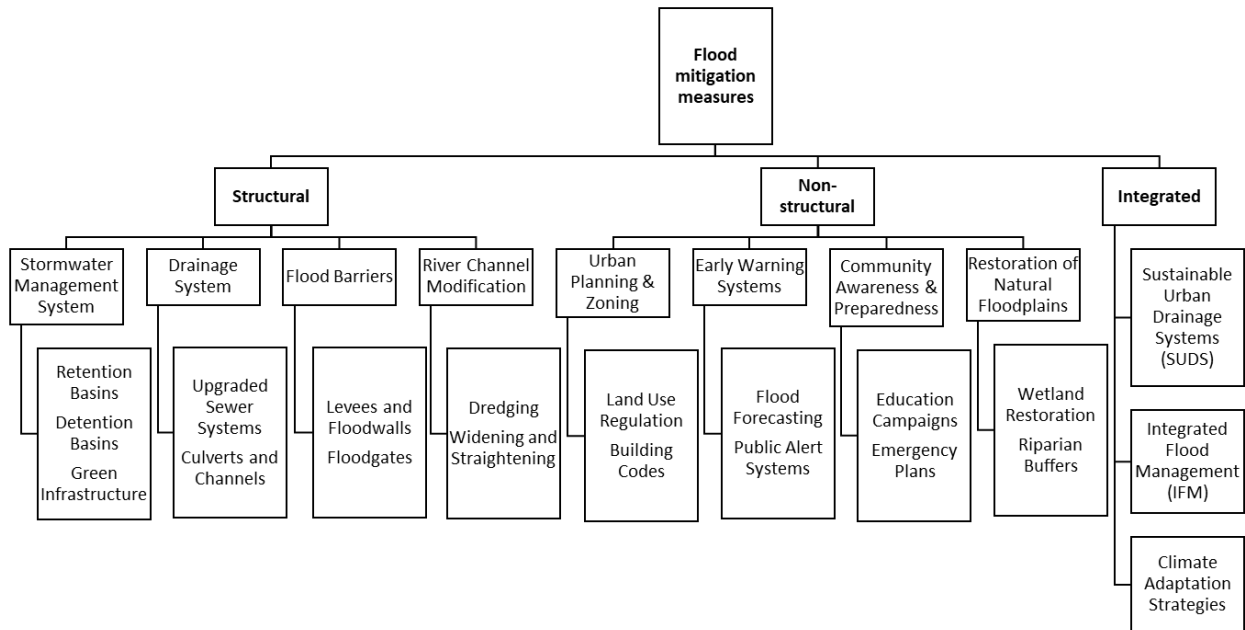 Flood
mitigation
measures
Structural
Non-
structural
Integrated
Stormwater
Management
System
Drainage
System
Flood Barriers
River Channel
Modification
Urban
Planning &
Zoning
Early Warning
Systems
Community
Awareness &
Preparedness
Restoration of
Natural
Floodplains
Retention
Basins
Detention
Basins
Green
Infrastructure
Upgraded
Sewer
Systems
Culverts and
Channels
Levees and
Floodwalls
Floodgates
Dredging
Widening and
Straightening
Land Use
Regulation
Building
Codes
Flood
Forecasting
Public Alert
Systems
Education
Campaigns
Emergency
Plans
Wetland
Restoration
Riparian
Buffers
Sustainable
Urban
Drainage
Systems
(SUDS)
Integrated
Flood
Management
(IFM)
Climate
Adaptation
Strategies